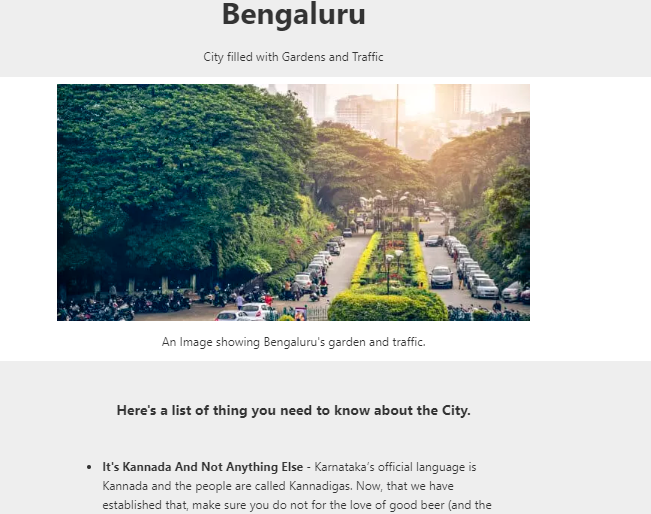 Bengaluru
City filled with Gardens and Traffic
An Image showing Bengaluru's garden and traffic.
Here's a list of thing you need to know about the City.
• It's Kannada And Not Anything Else - Karnataka’s official language is
Kannada and the people are called Kannadigas. Now, that we have
established that, make sure you do not for the love of good beer (and the